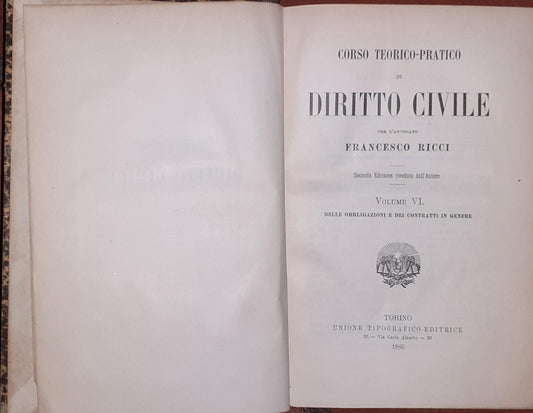 CORSO TEORICO-PRATICO
DI
DIRITTO CIVILE
PER L'AVVOCATO
FRANCESCO RICCI
Seconda Edizione riveduta dall'Autore
VOLUME VI.
DELLE OBBLIGAZIONI E DEI CONTRATTI IN GENERE
TORINO
UNIONE TIPOGRAFICO-EDITRICE
33 — Via Carlo Alberto — 33
1886